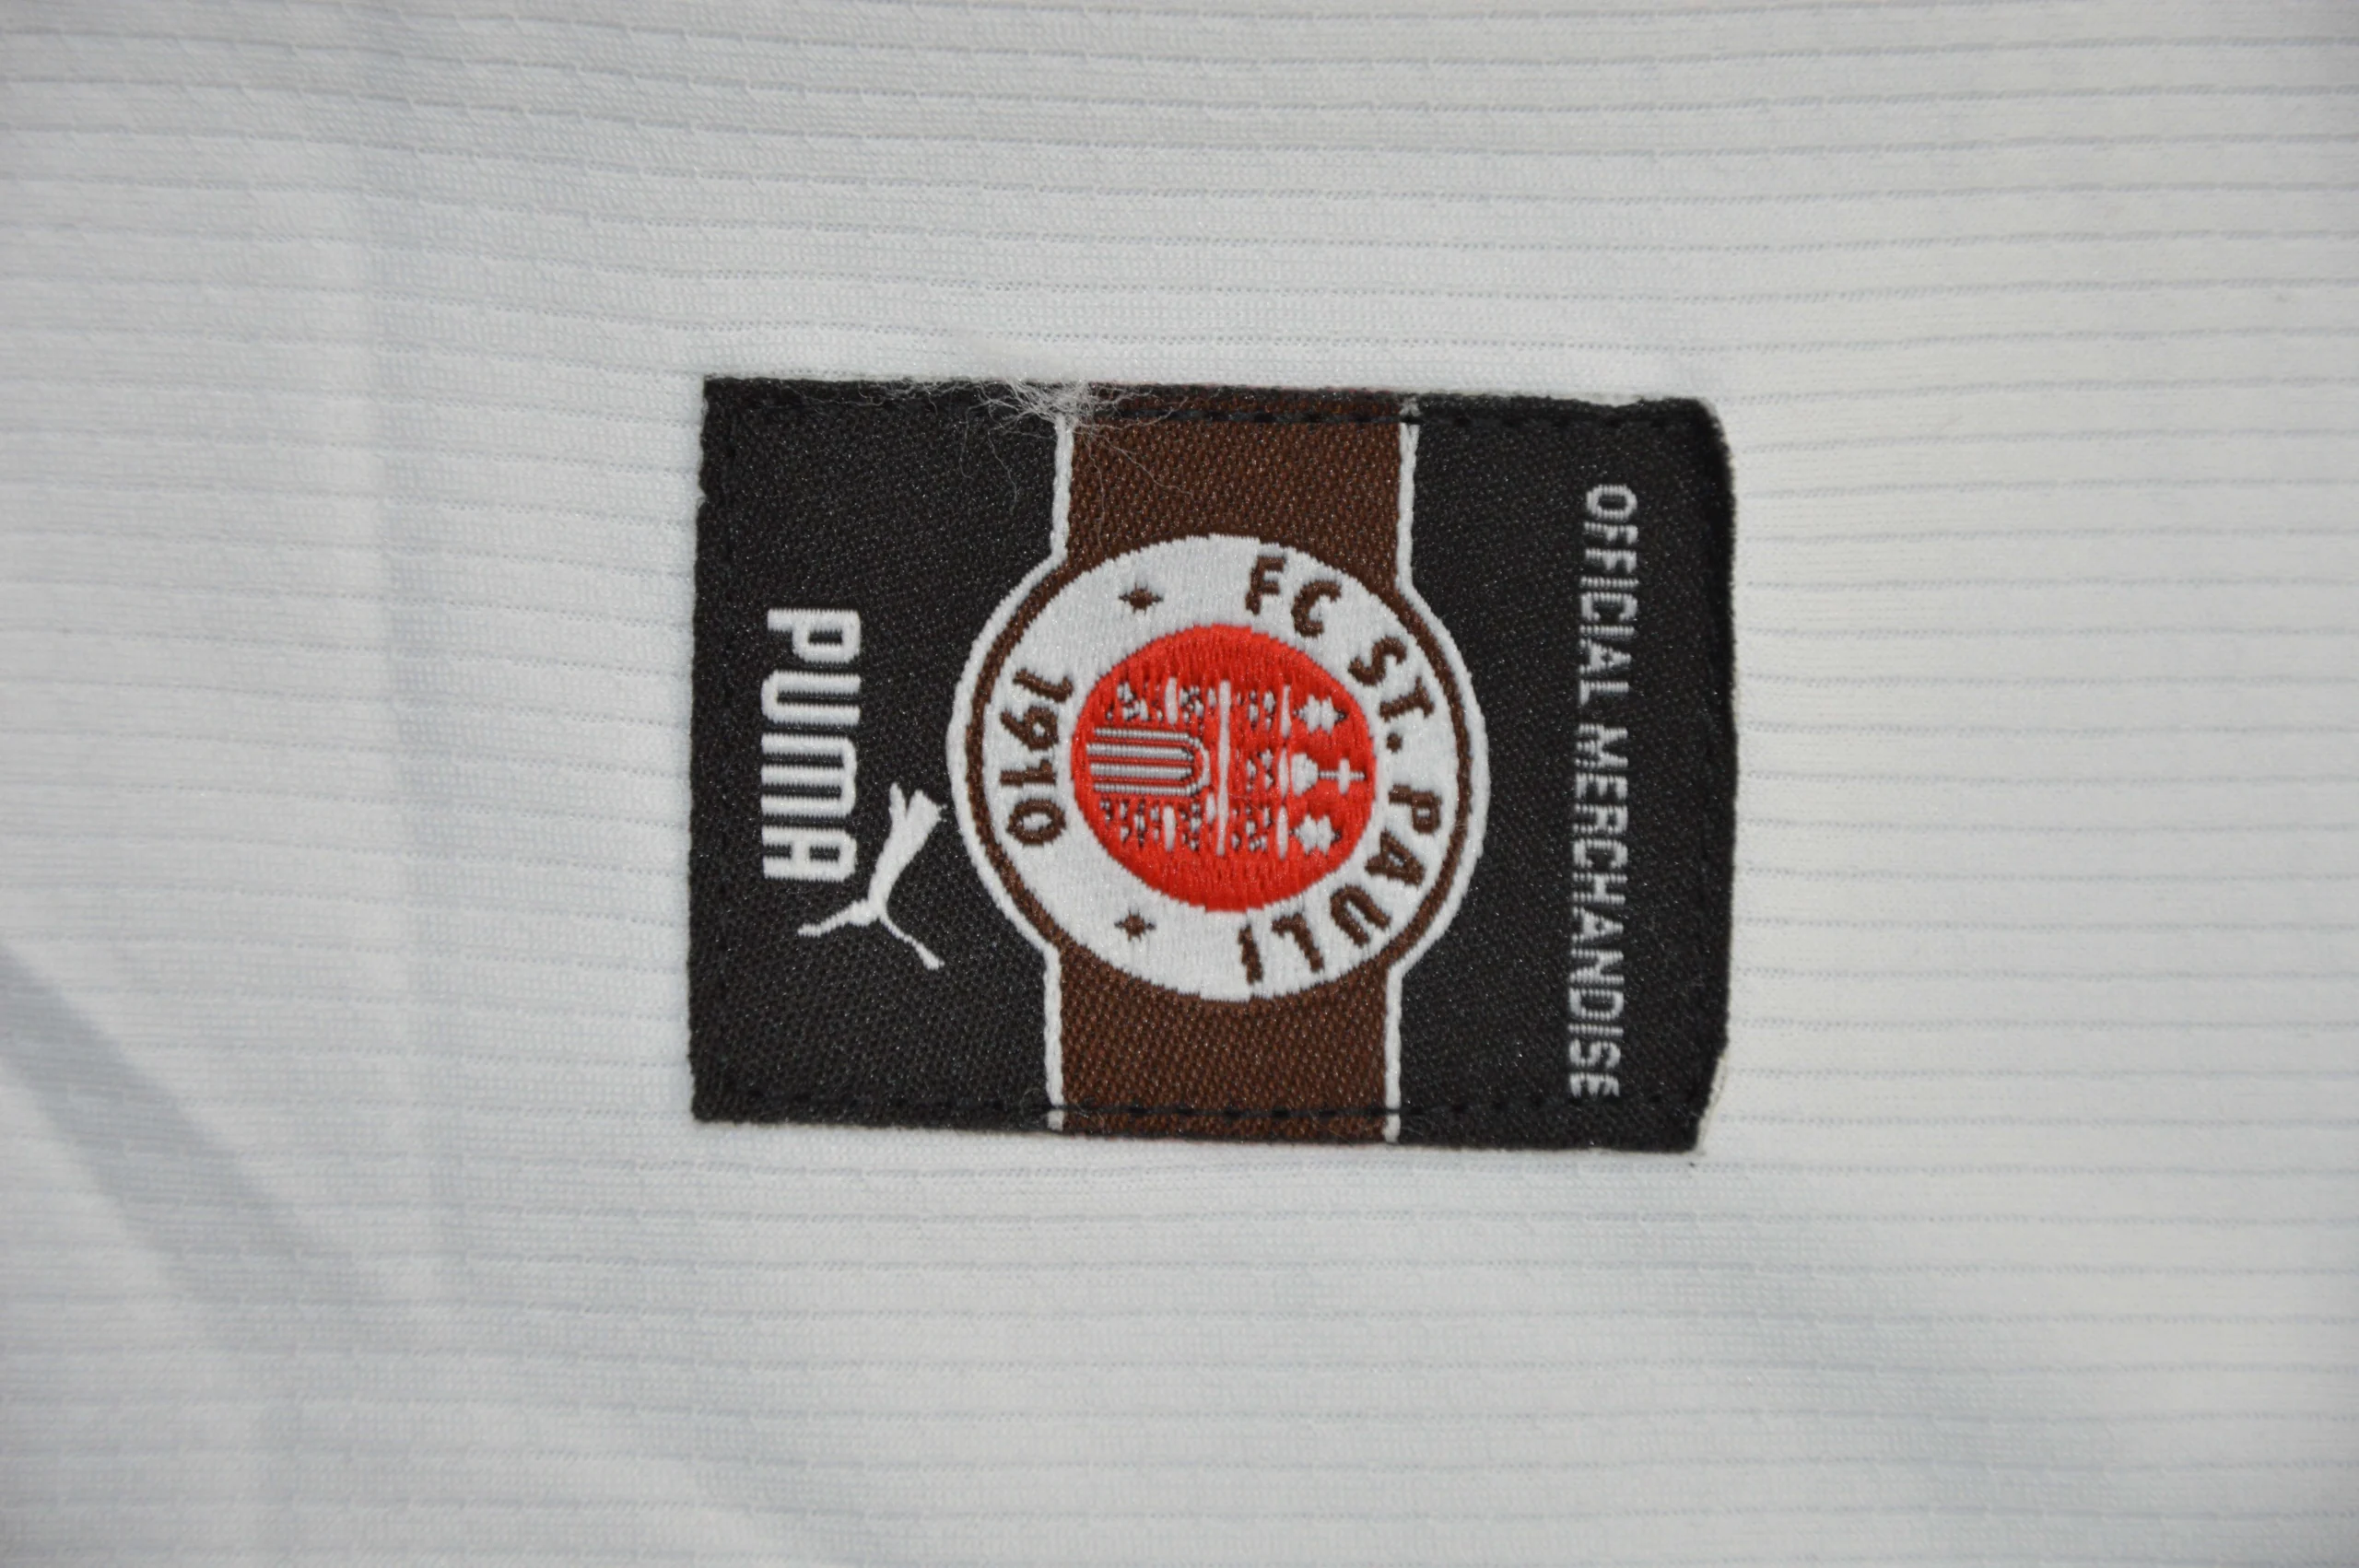 OFFICIAL MERCHANDISE
FC ST. PAULI
1910
PUMA